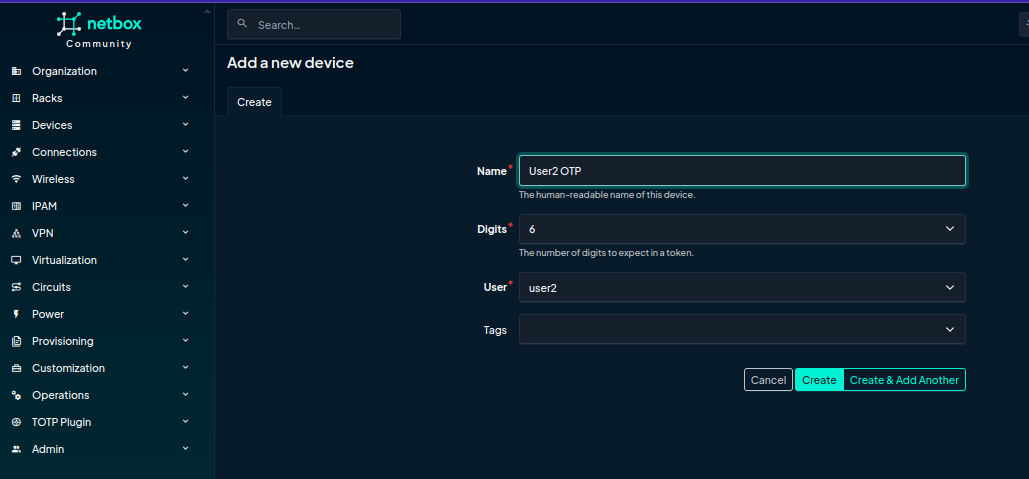 netbox
Community
Organization
Racks
Devices
Connections
Wireless
IPAM
VPN
Virtualization
Circuits
Power
Provisioning
Customization
Operations
TOTP Plugin
Admin
Search...
Add a new device
Create
Name*
User2 OTP
The human-readable name of this device.
Digits*
6
The number of digits to expect in a token.
User*
user2
Tags
Cancel Create Create & Add Another